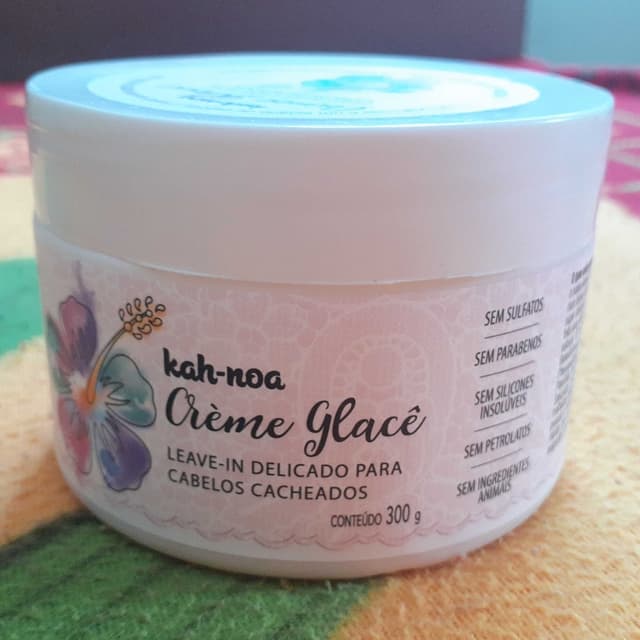 kah-noa
Crème Glacê
LEAVE-IN DELICADO PARA
CABELOS CACHEADOS
CONTEÚDO 300 g
SEM SULFATOS
SEM PARABENOS
SEM SILICONES
INSOLÚVEIS
SEM PETROLATOS
SEM INGREDIENTES
ANIMAIS